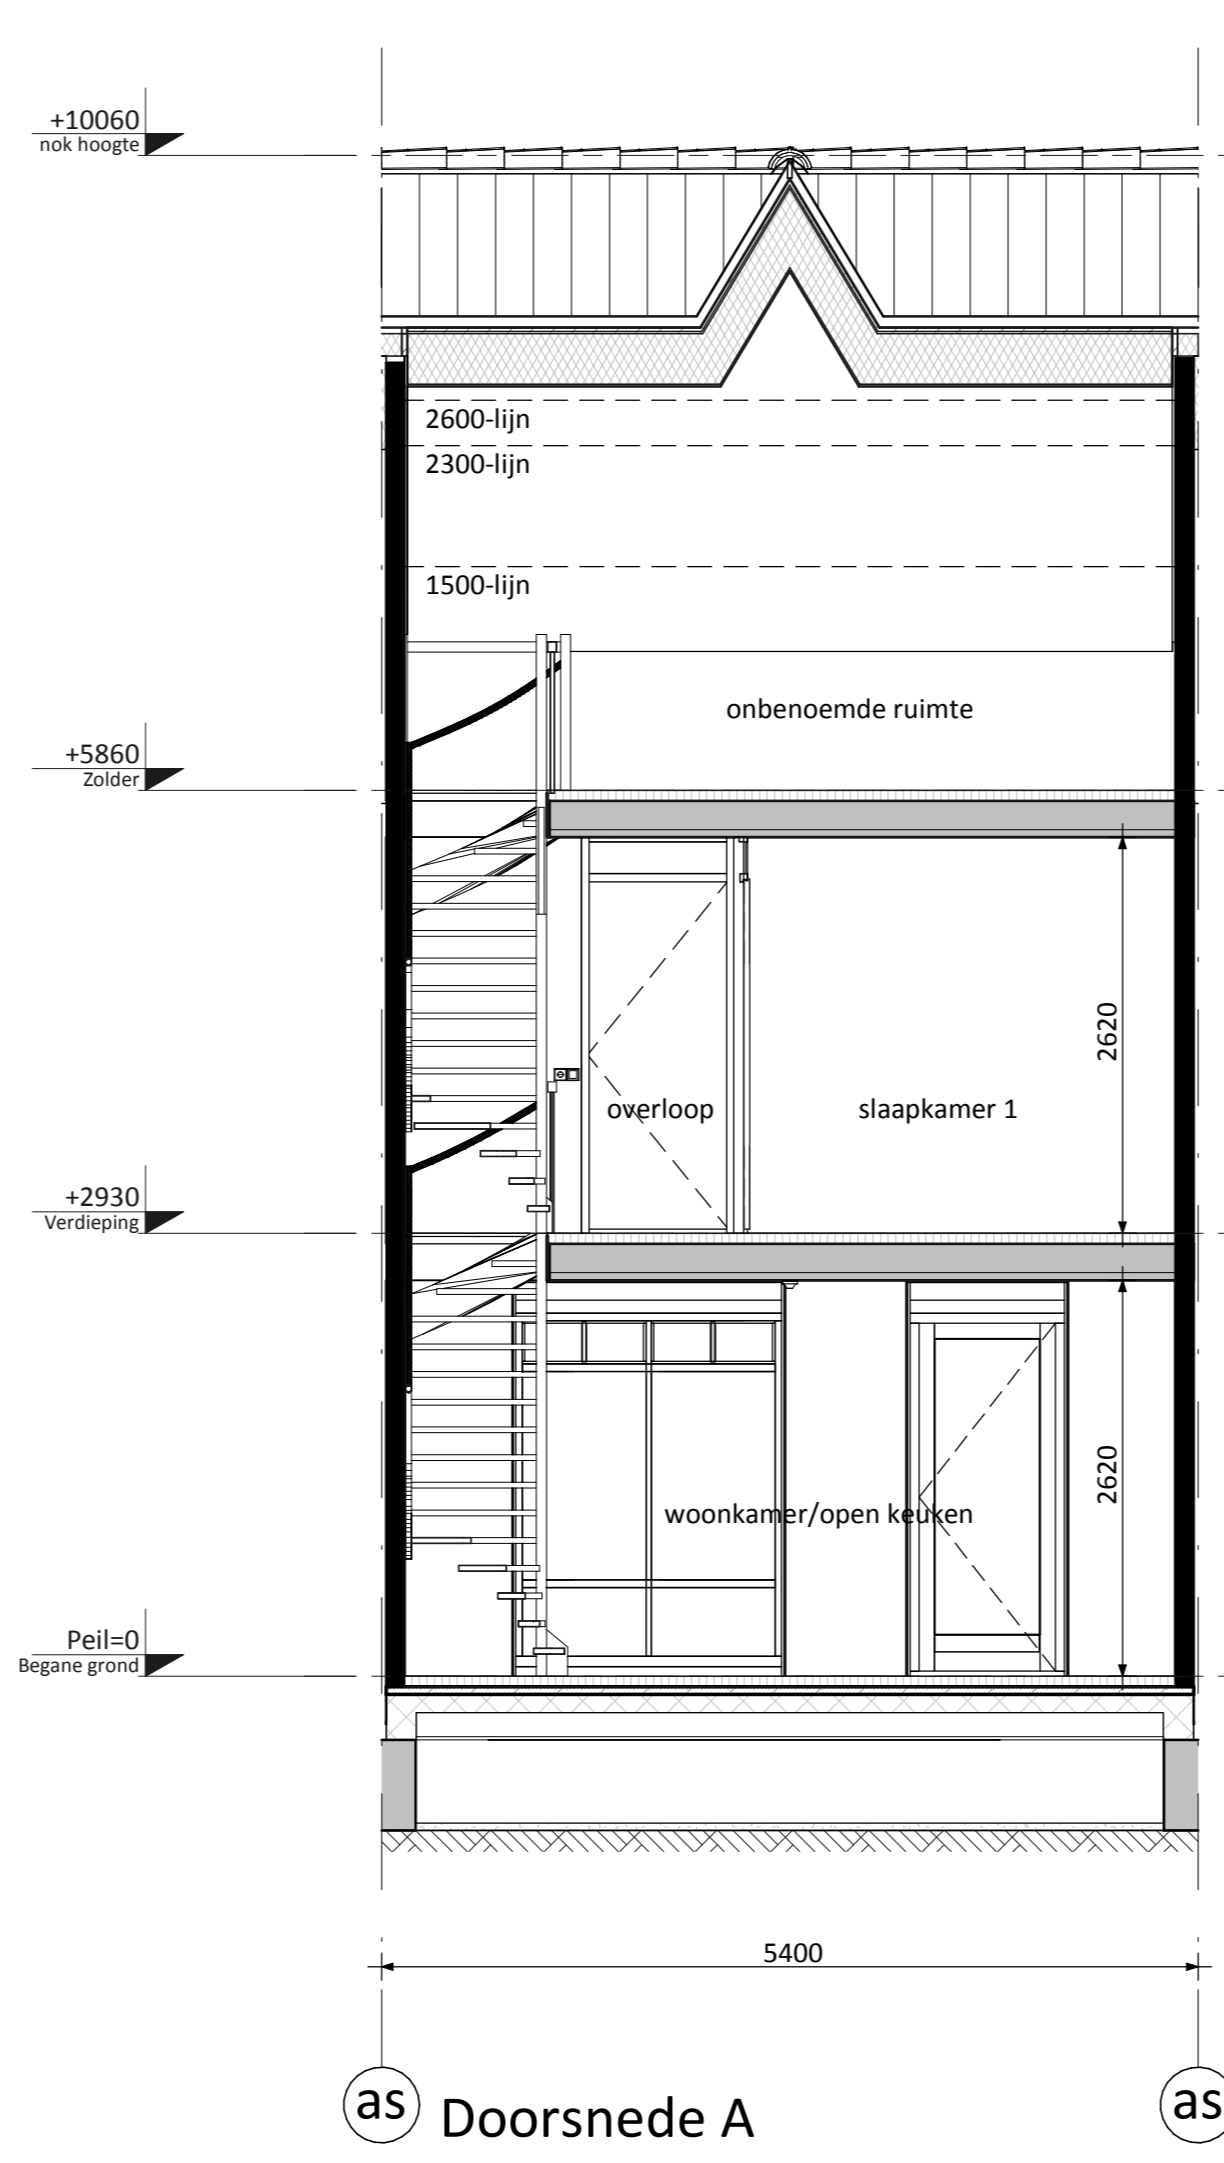 +10060
nok hoogte
2600-lijn
2300-lijn
1500-lijn
onbenoemde ruimte
+5860
Zolder
2620
overloop
slaapkamer 1
+2930
Verdieping
2620
woonkamer/open keuken
Peil=0
Begane grond
5400
as
Doorsnede A
as